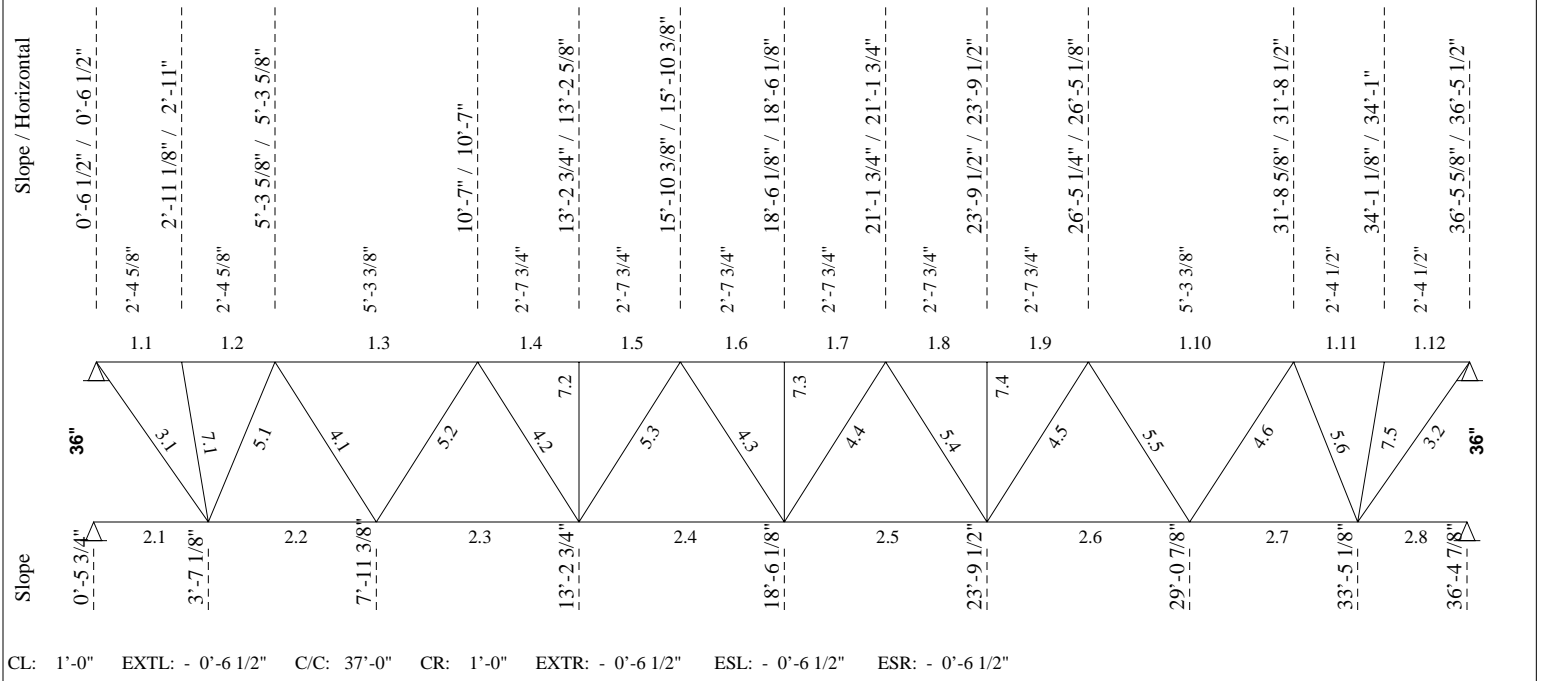 Slope / Horizontal
0'-6 1/2" / 0'-6 1/2"
2'-11 1/8" / 2'-11"
5'-3 5/8" / 5'-3 5/8"
10'-7" / 10'-7"
13'-2 3/4" / 13'-2 5/8"
15'-10 3/8" / 15'-10 3/8"
18'-6 1/8" / 18'-6 1/8"
21'-1 3/4" / 21'-1 3/4"
23'-9 1/2" / 23'-9 1/2"
26'-5 1/4" / 26'-5 1/8"
31'-8 5/8" / 31'-8 1/2"
34'-1 1/8" / 34'-1"
36'-5 5/8" / 36'-5 1/2"
2'-4 5/8"
2'-4 5/8"
5'-3 3/8"
2'-7 3/4"
2'-7 3/4"
2'-7 3/4"
2'-7 3/4"
2'-7 3/4"
2'-7 3/4"
5'-3 3/8"
2'-4 1/2"
2'-4 1/2"
1.1 1.2 1.3 1.4 1.5 1.6 1.7 1.8 1.9 1.10 1.11 1.12
7.2
7.3
7.4
36"
3.1
7.1
5.1
4.1
5.2
4.2
5.3
4.3
4.4
5.4
4.5
5.5
4.6
5.6
7.5
3.2
36"
2.1 2.2 2.3 2.4 2.5 2.6 2.7 2.8
Slope
0'-5 3/4"
3'-7 1/8"
7'-11 3/8"
13'-2 3/4"
18'-6 1/8"
23'-9 1/2"
29'-0 7/8"
33'-5 1/8"
36'-4 7/8"
CL: 1'-0" EXTL: - 0'-6 1/2" C/C: 37'-0" CR: 1'-0" EXTR: - 0'-6 1/2" ESL: - 0'-6 1/2" ESR: - 0'-6 1/2"